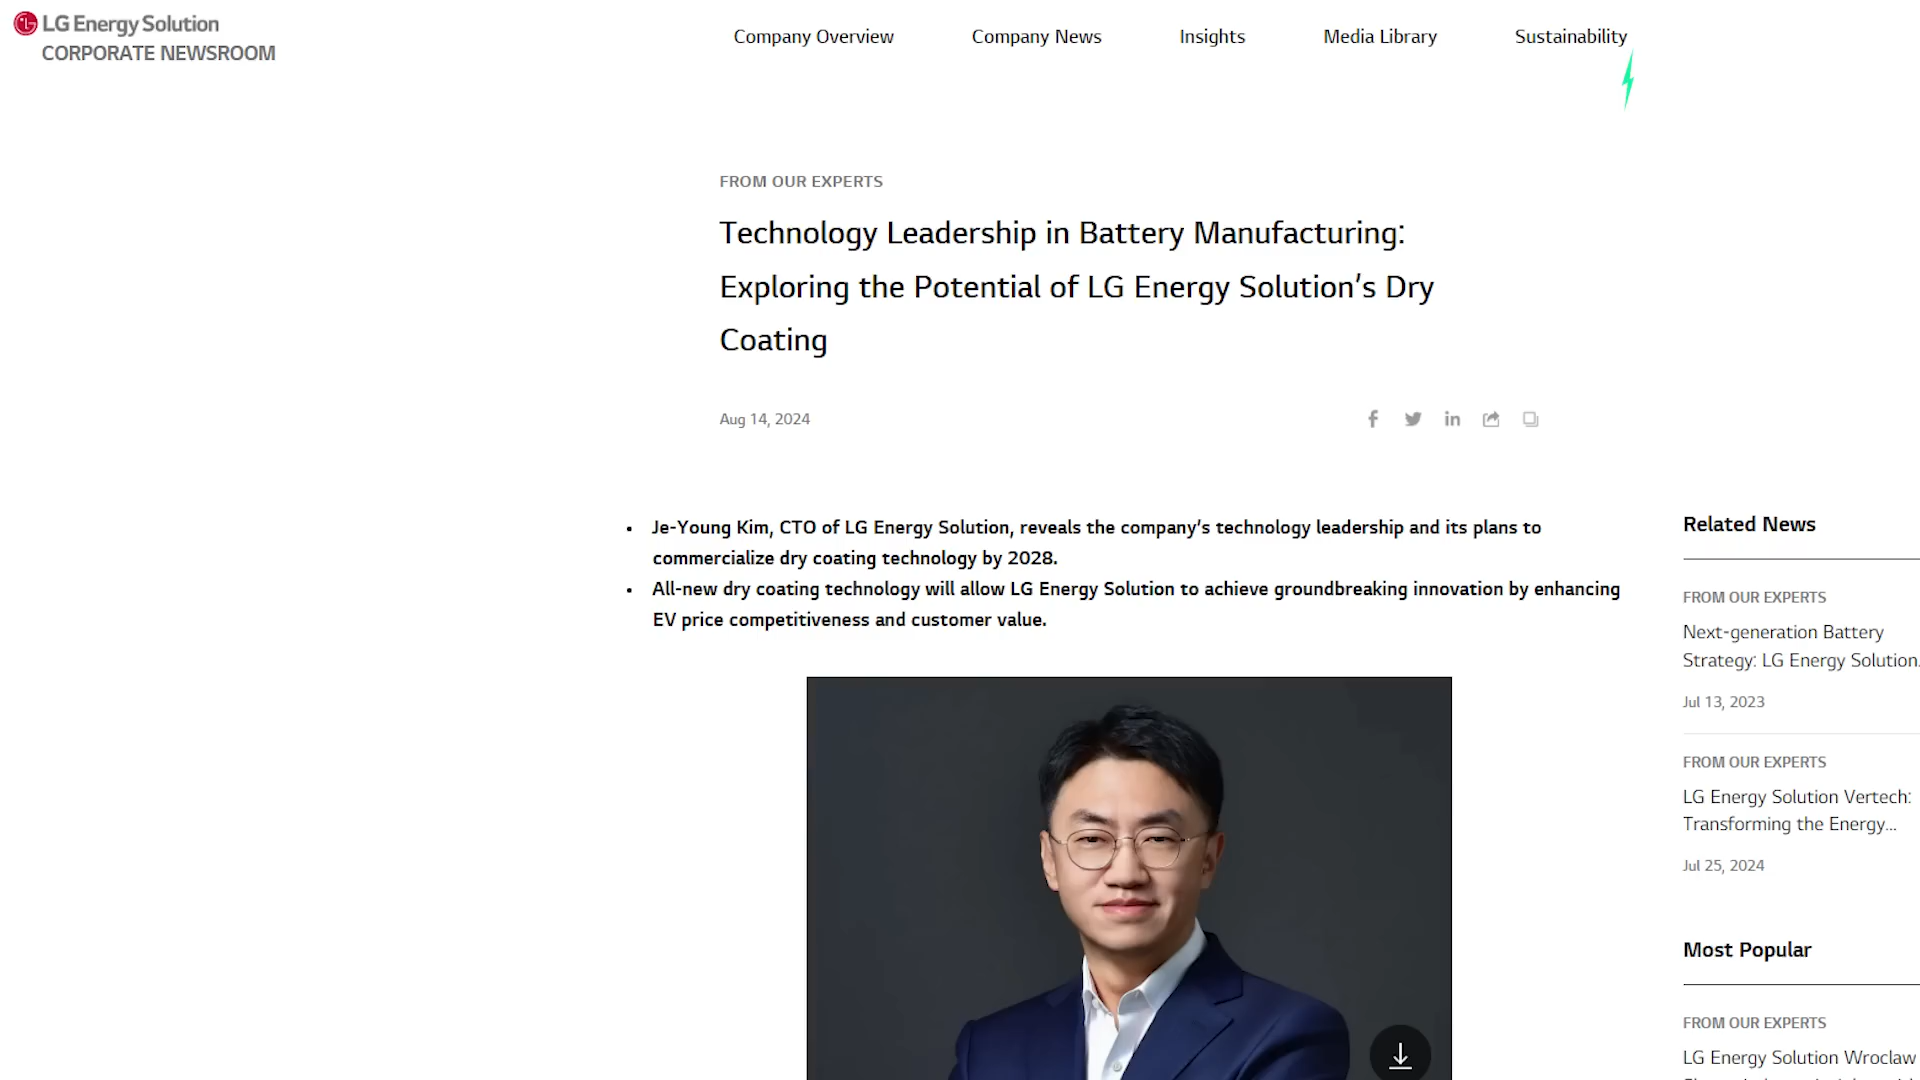 LG Energy Solution
CORPORATE NEWSROOM
Company Overview
Company News
Insights
Media Library
Sustainability
FROM OUR EXPERTS
Technology Leadership in Battery Manufacturing:
Exploring the Potential of LG Energy Solution’s Dry
Coating
Aug 14, 2024
• Je-Young Kim, CTO of LG Energy Solution, reveals the company’s technology leadership and its plans to
commercialize dry coating technology by 2028.
• All-new dry coating technology will allow LG Energy Solution to achieve groundbreaking innovation by enhancing
EV price competitiveness and customer value.
Related News
FROM OUR EXPERTS
Next-generation Battery
Strategy: LG Energy Solution
Jul 13, 2023
FROM OUR EXPERTS
LG Energy Solution Vertech:
Transforming the Energy...
Jul 25, 2024
Most Popular
FROM OUR EXPERTS
LG Energy Solution Wroclaw